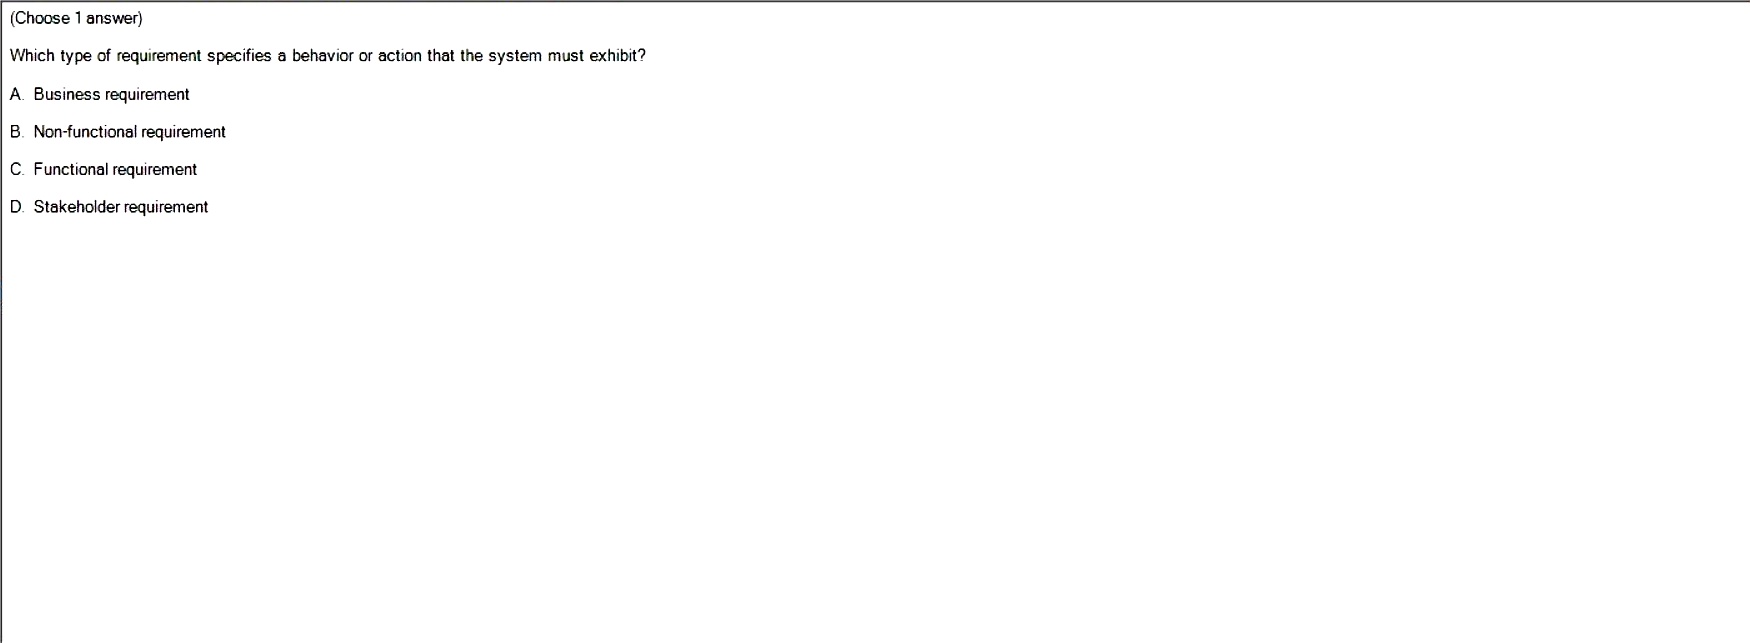 (Choose 1 answer)
Which type of requirement specifies a behavior or action that the system must exhibit?
A. Business requirement
B. Non-functional requirement
C. Functional requirement
D. Stakeholder requirement